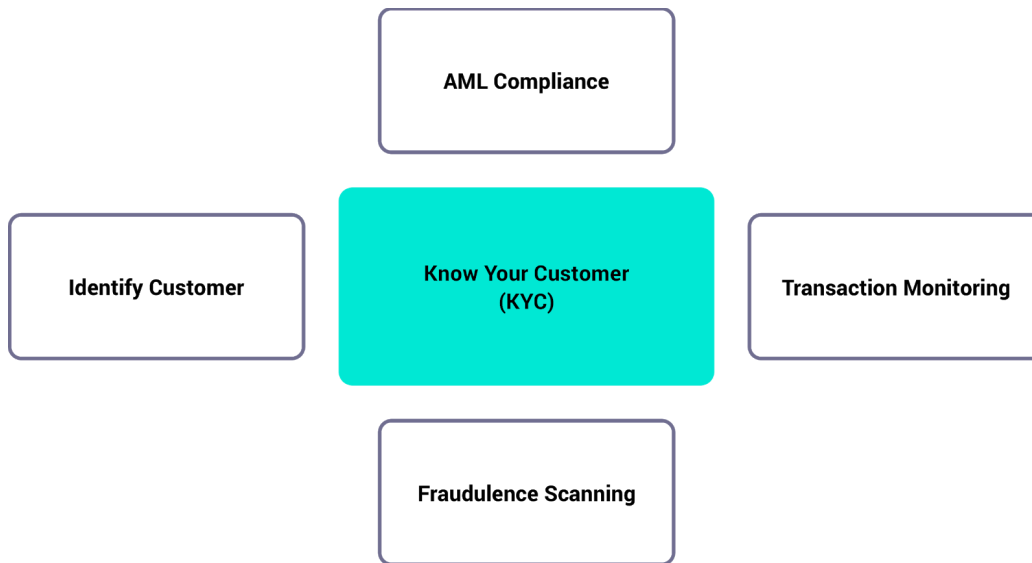 AML Compliance
Identify Customer
Know Your Customer
(KYC)
Transaction Monitoring
Fraudulence Scanning